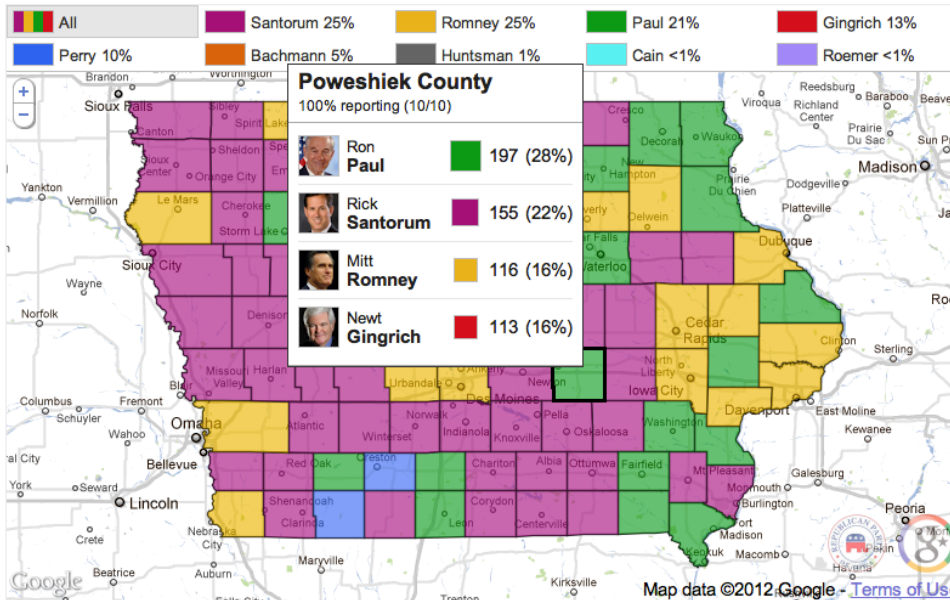 All
Santorum 25%
Romney 25%
Paul 21%
Gingrich 13%
Perry 10%
Bachmann 5%
Huntsman 1%
Cain <1%
Roemer <1%
Poweshiek County
100% reporting (10/10)
Ron
Paul
197 (28%)
Rick
Santorum
155 (22%)
Mitt
Romney
116 (16%)
Newt
Gingrich
113 (16%)
+
−
Brandon
Worthington
Sioux Falls
Canton
Sibley
Spirit Lake
Cresco
Decorah
Waukon
Viroqua
Richland
Center
Reedsburg
Baraboo
Prairie
Du Sac
Madison
Sioux
Center
Sheldon
Orange City
New
Hampton
Prairie
Du Chien
Dodgeville
Platteville
Yankton
Vermillion
Le Mars
Cherokee
Storm Lake
Oelwein
Waterloo
Dubuque
Sioux City
Wayne
Norfolk
Denison
Cedar
Rapids
Clinton
Sterling
Missouri
Valley
Harlan
Urbandale
Ankeny
Des Moines
Newton
North
Liberty
Iowa City
Davenport
East Moline
Kewanee
Columbus
Schuyler
Fremont
Wahoo
Omaha
Bellevue
Atlantic
Norwalk
Winterset
Indianola
Knoxville
Pella
Oskaloosa
Washington
York
Seward
Lincoln
Red Oak
Creston
Chariton
Albia
Ottumwa
Fairfield
Mt Pleasant
Galesburg
Monmouth
Burlington
Peoria
Shenandoah
Clarinda
Leon
Corydon
Centerville
Fort
Madison
Keokuk
Macomb
Pekin
Havana
Crete
Nebraska
City
Beatrice
Auburn
Maryville
Kirksville
Trenton
REPUBLICAN PARTY
Google
Map data ©2012 Google - Terms of Us